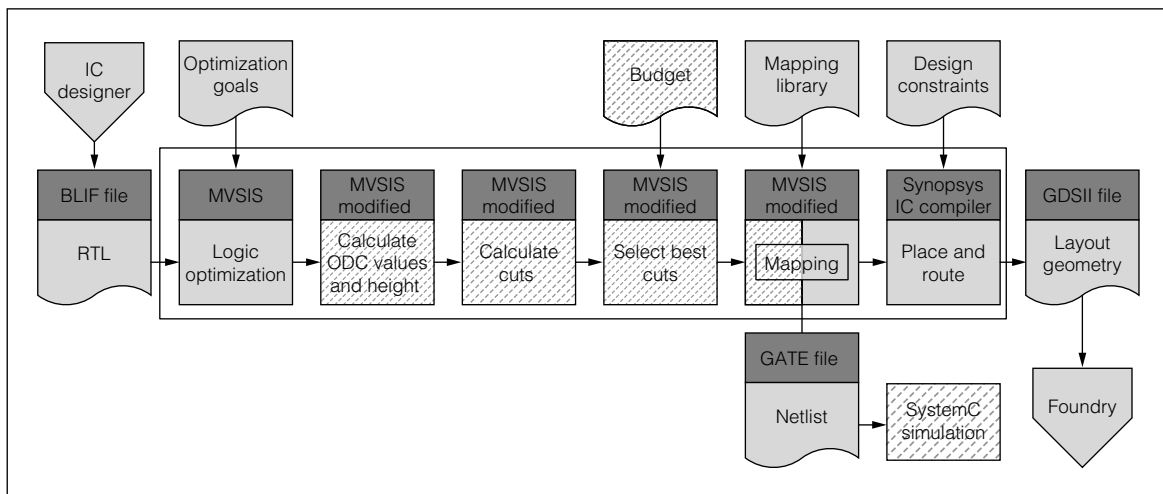 IC
designer
Optimization
goals
Budget
Mapping
library
Design
constraints
BLIF file
RTL
MVSIS
Logic
optimization
MVSIS
modified
Calculate
ODC values
and height
MVSIS
modified
Calculate
cuts
MVSIS
modified
Select best
cuts
MVSIS
modified
Mapping
Synopsys
IC compiler
Place and
route
GDSII file
Layout
geometry
GATE file
Netlist
SystemC
simulation
Foundry